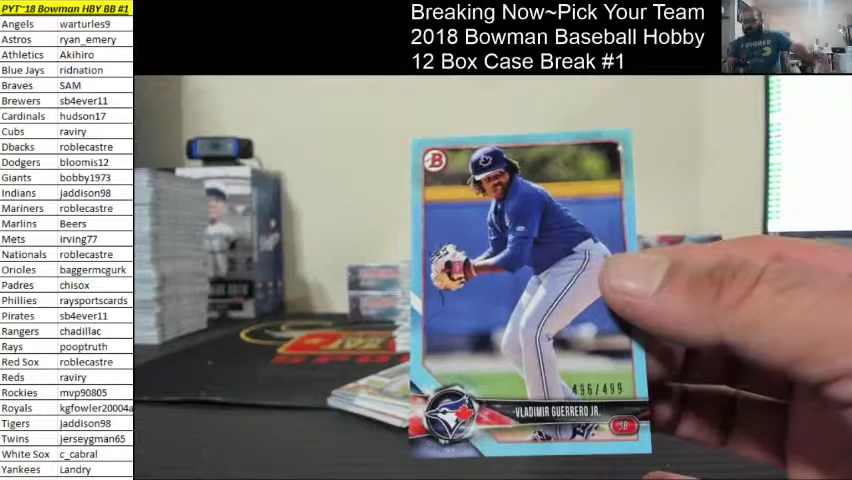 PYT~18 Bowman HBY BB #1
Angels warturles9
Astros ryan_emery
Athletics Akihiro
Blue Jays ridnation
Braves SAM
Brewers sb4ever11
Cardinals hudson17
Cubs raviry
Dbacks roblecastre
Dodgers bloomis12
Giants bobby1973
Indians jaddison98
Mariners roblecastre
Marlins Beers
Mets irving77
Nationals roblecastre
Orioles baggermcgurk
Padres chisox
Phillies raysportscards
Pirates sb4ever11
Rangers chadillac
Rays pooptruth
Red Sox roblecastre
Reds raviry
Rockies mvp90805
Royals kgfowler20004a
Tigers jaddison98
Twins jerseygman65
White Sox c_cabral
Yankees Landry
Breaking Now~Pick Your Team
2018 Bowman Baseball Hobby
12 Box Case Break #1
B
496/499
VLADIMIR GUERRERO JR.
3B